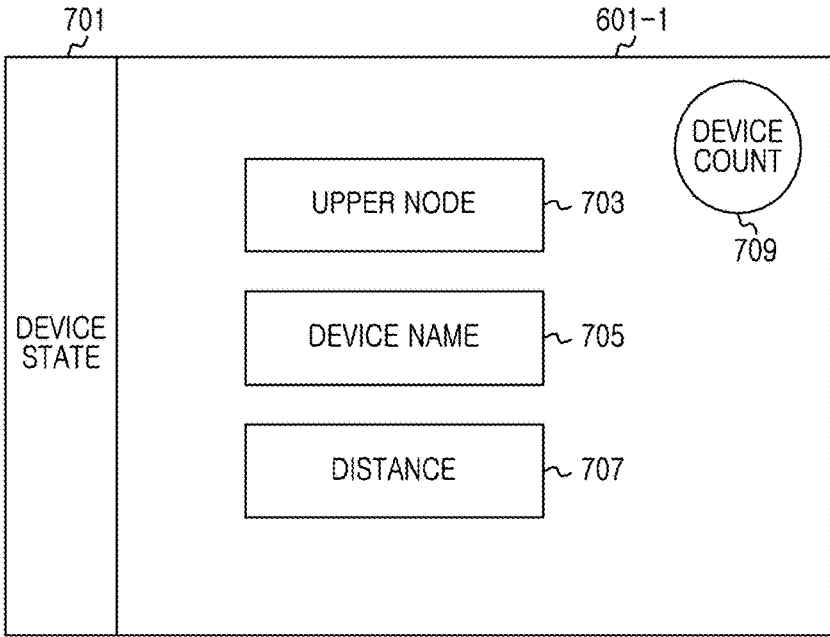 701
601-1
DEVICE
COUNT
709
UPPER NODE
703
DEVICE
STATE
DEVICE NAME
705
DISTANCE
707